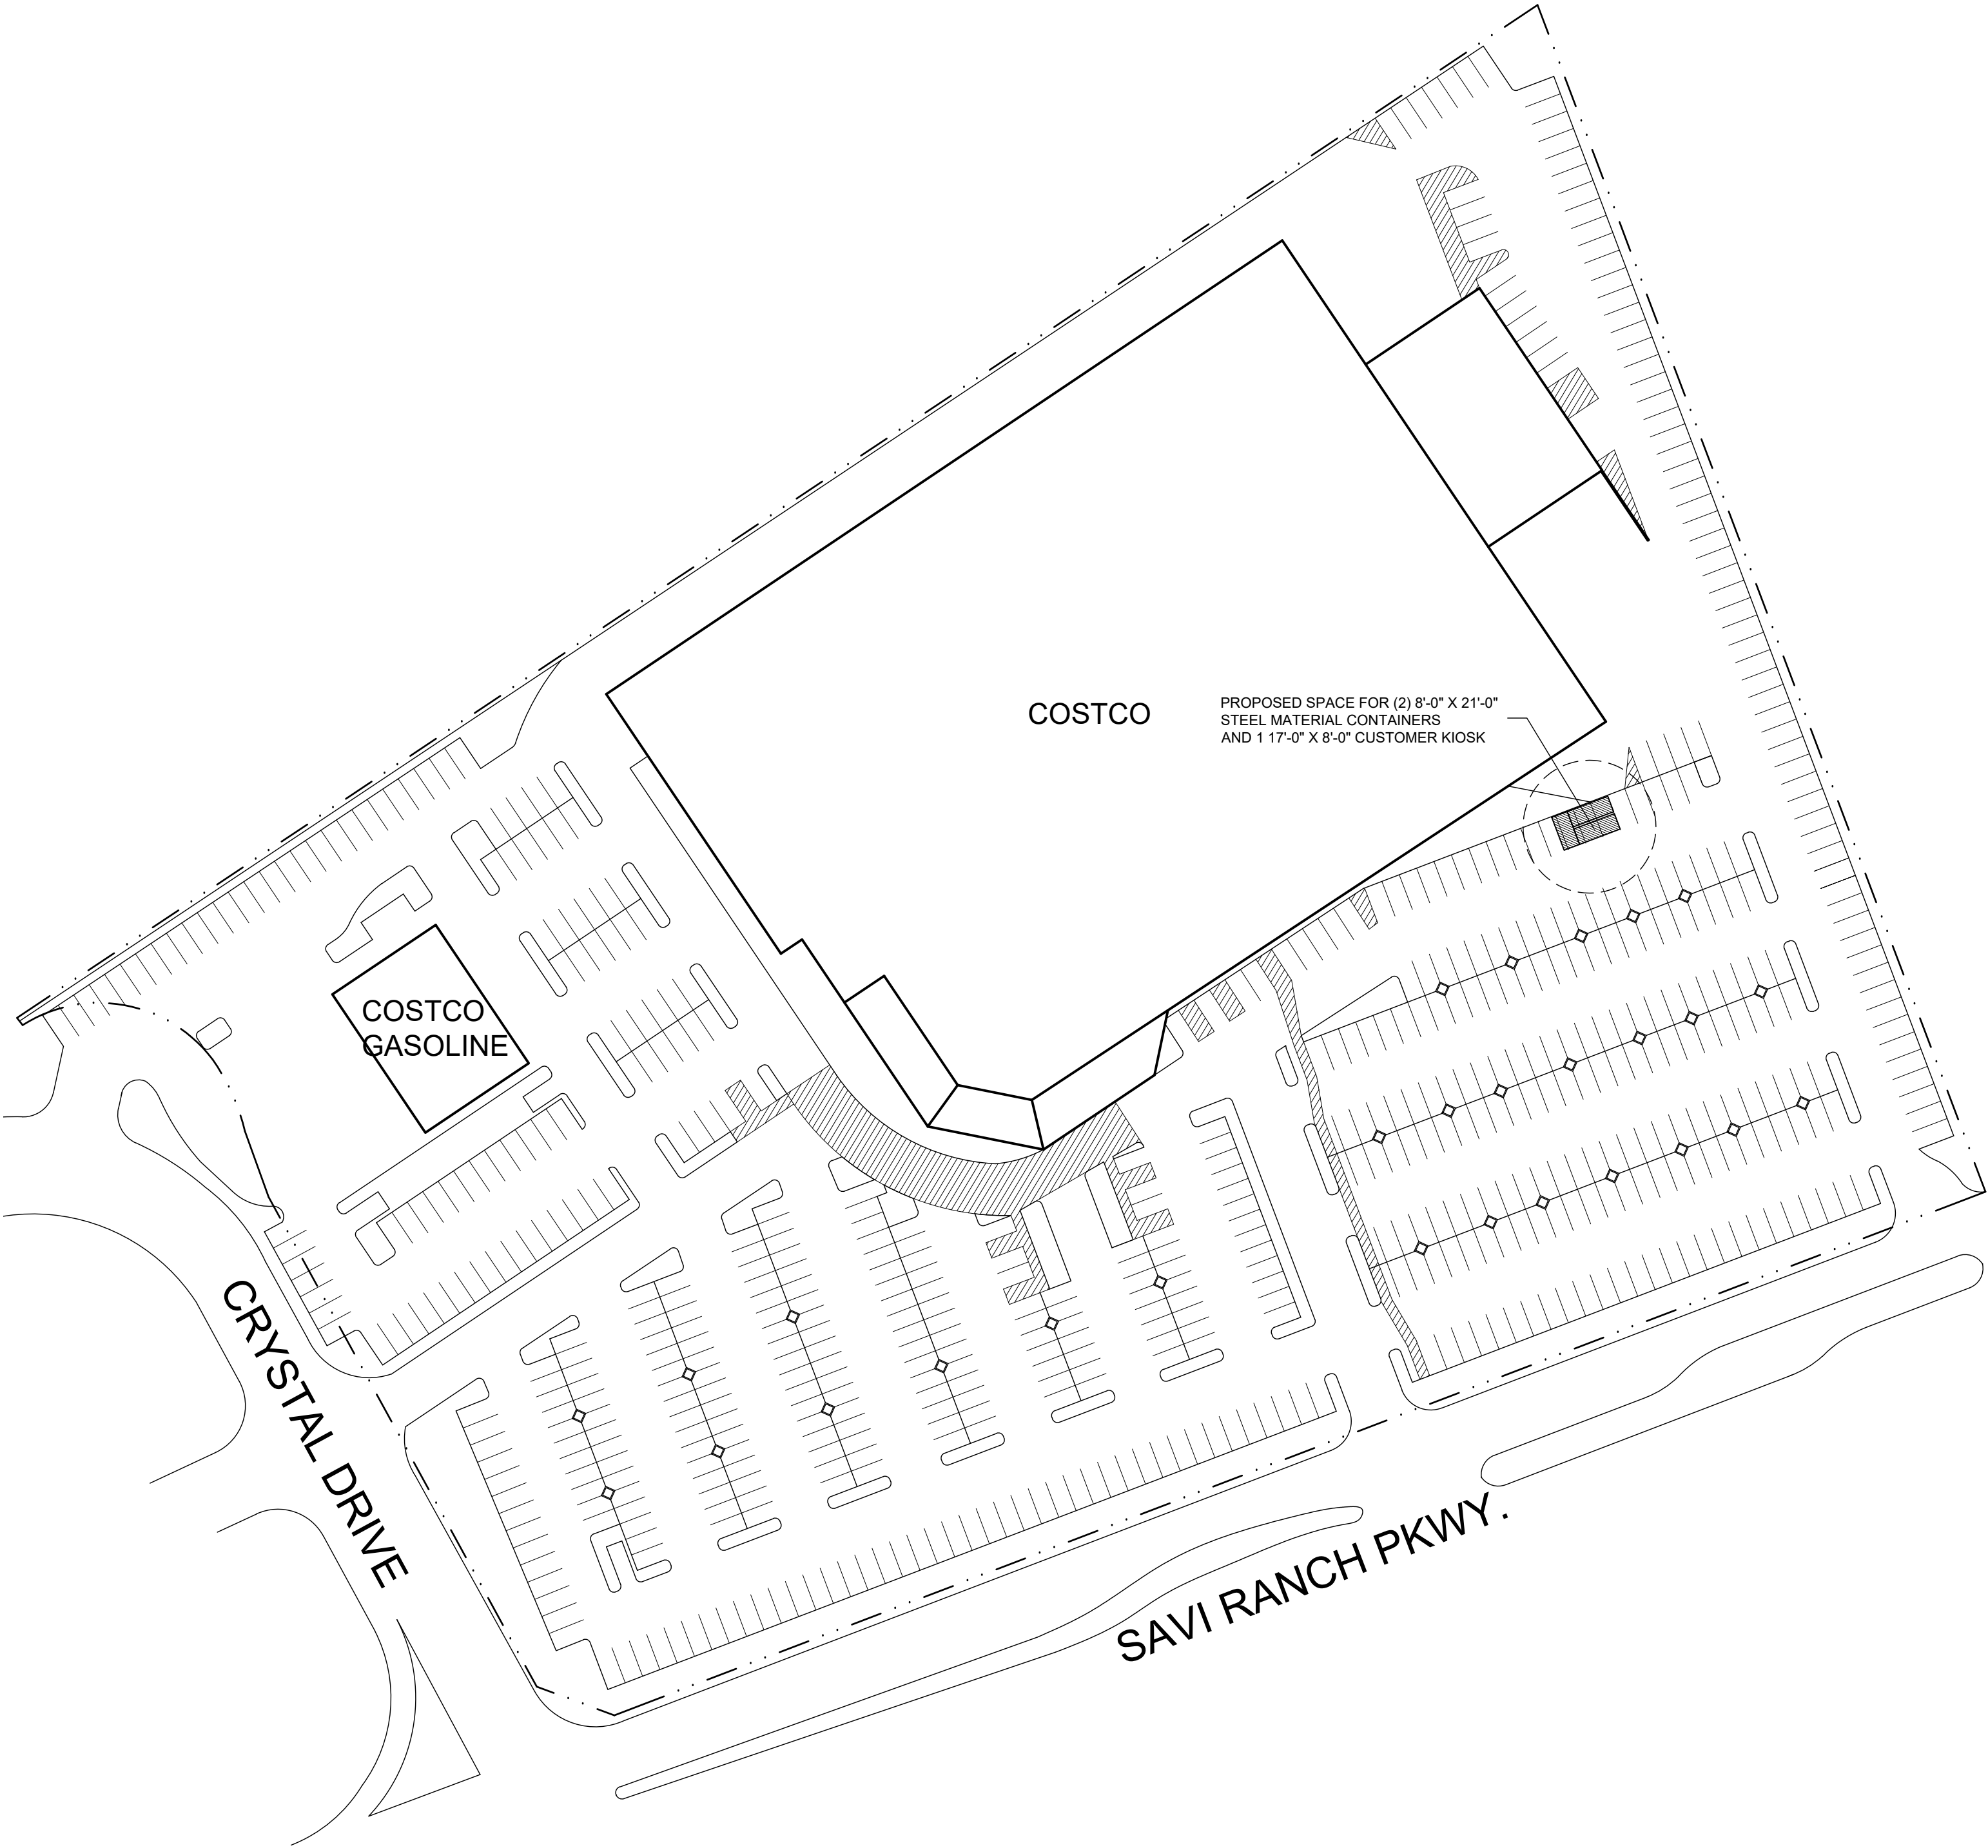 COSTCO
PROPOSED SPACE FOR (2) 8'-0" X 21'-0"
STEEL MATERIAL CONTAINERS
AND 1 17'-0" X 8'-0" CUSTOMER KIOSK
COSTCO
GASOLINE
CRYSTAL DRIVE
SAVI RANCH PKWY.